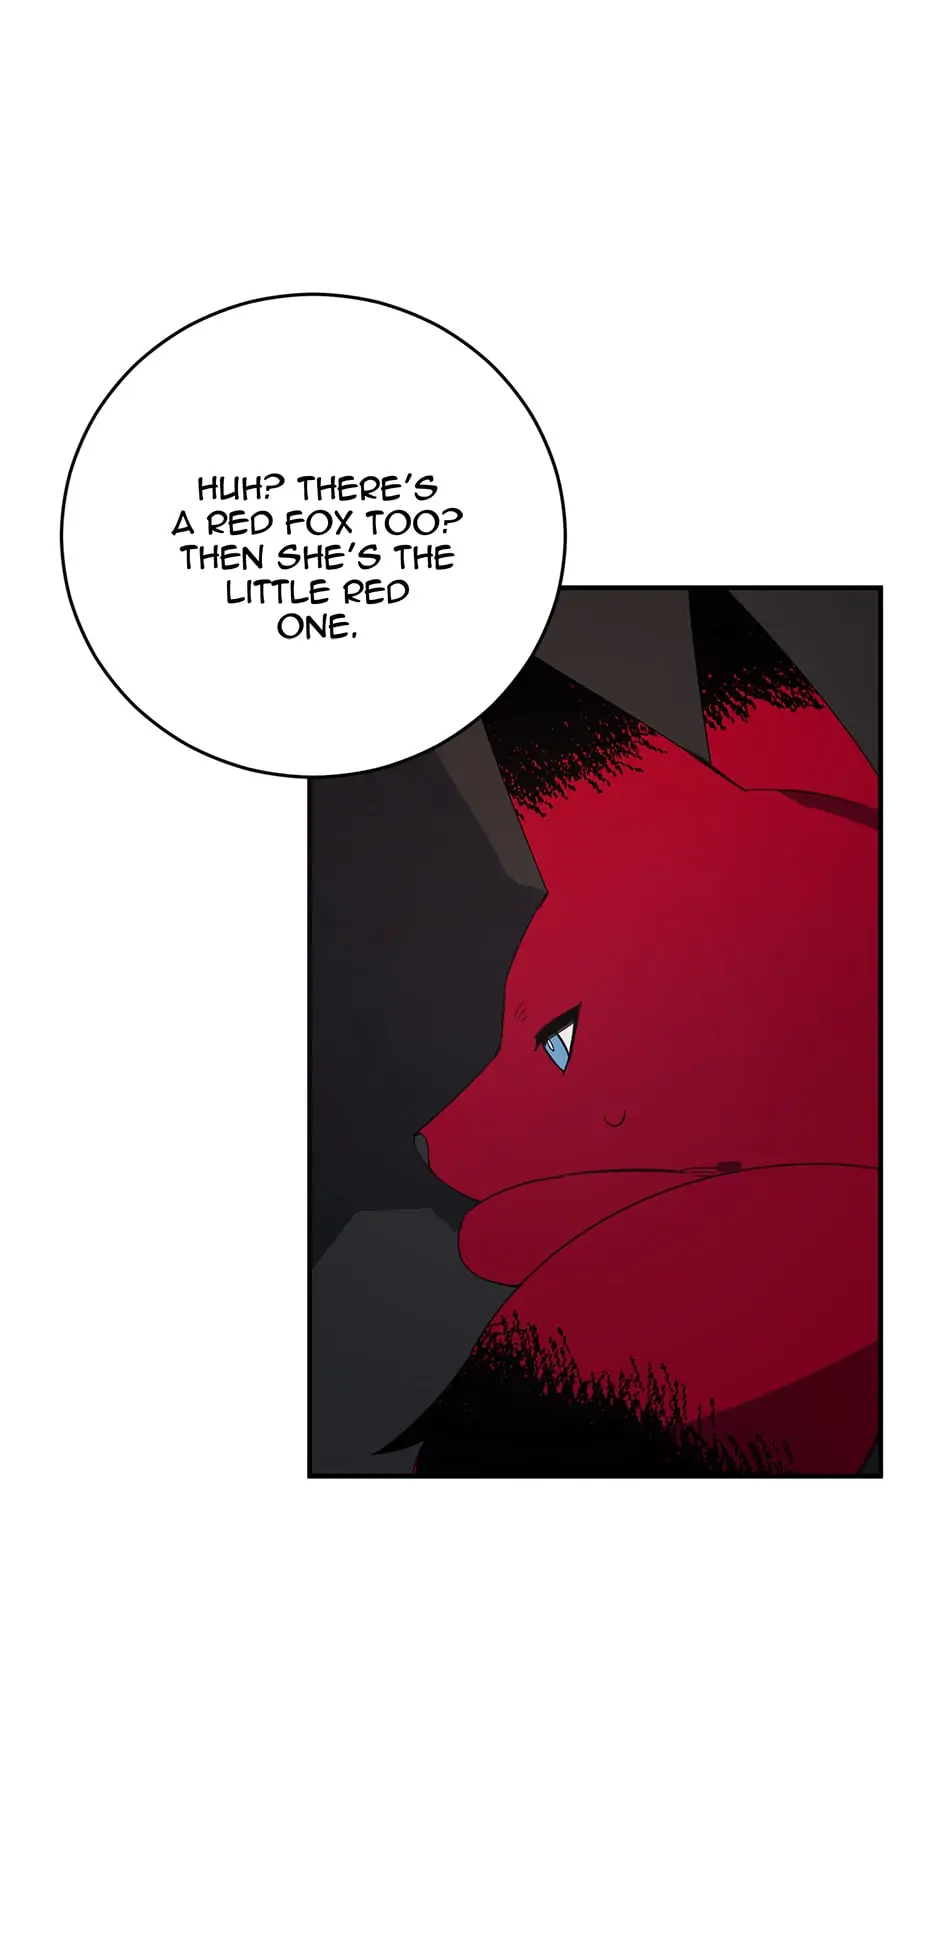 HUH? THERE'S
A RED FOX TOO?
THEN SHE'S THE
LITTLE RED
ONE.